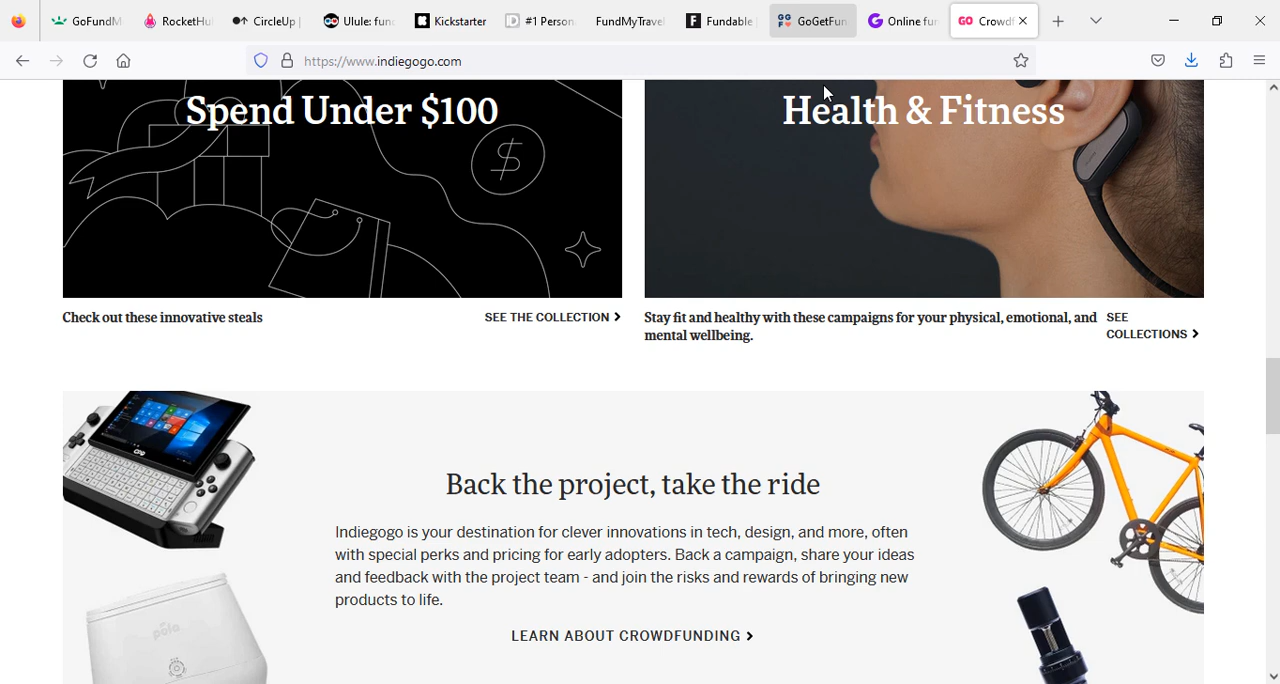 GoFundM
RocketHu
CircleUp |
Ulule: fund
Kickstarter
#1 Person
FundMyTravel
Fundable |
GoGetFun
Online fun
Crowdf
https://www.indiegogo.com
Spend Under $100
Health & Fitness
Check out these innovative steals
SEE THE COLLECTION
Stay fit and healthy with these campaigns for your physical, emotional, and
mental wellbeing.
SEE
COLLECTIONS
Back the project, take the ride
Indiegogo is your destination for clever innovations in tech, design, and more, often
with special perks and pricing for early adopters. Back a campaign, share your ideas
and feedback with the project team - and join the risks and rewards of bringing new
products to life.
LEARN ABOUT CROWDFUNDING
polo